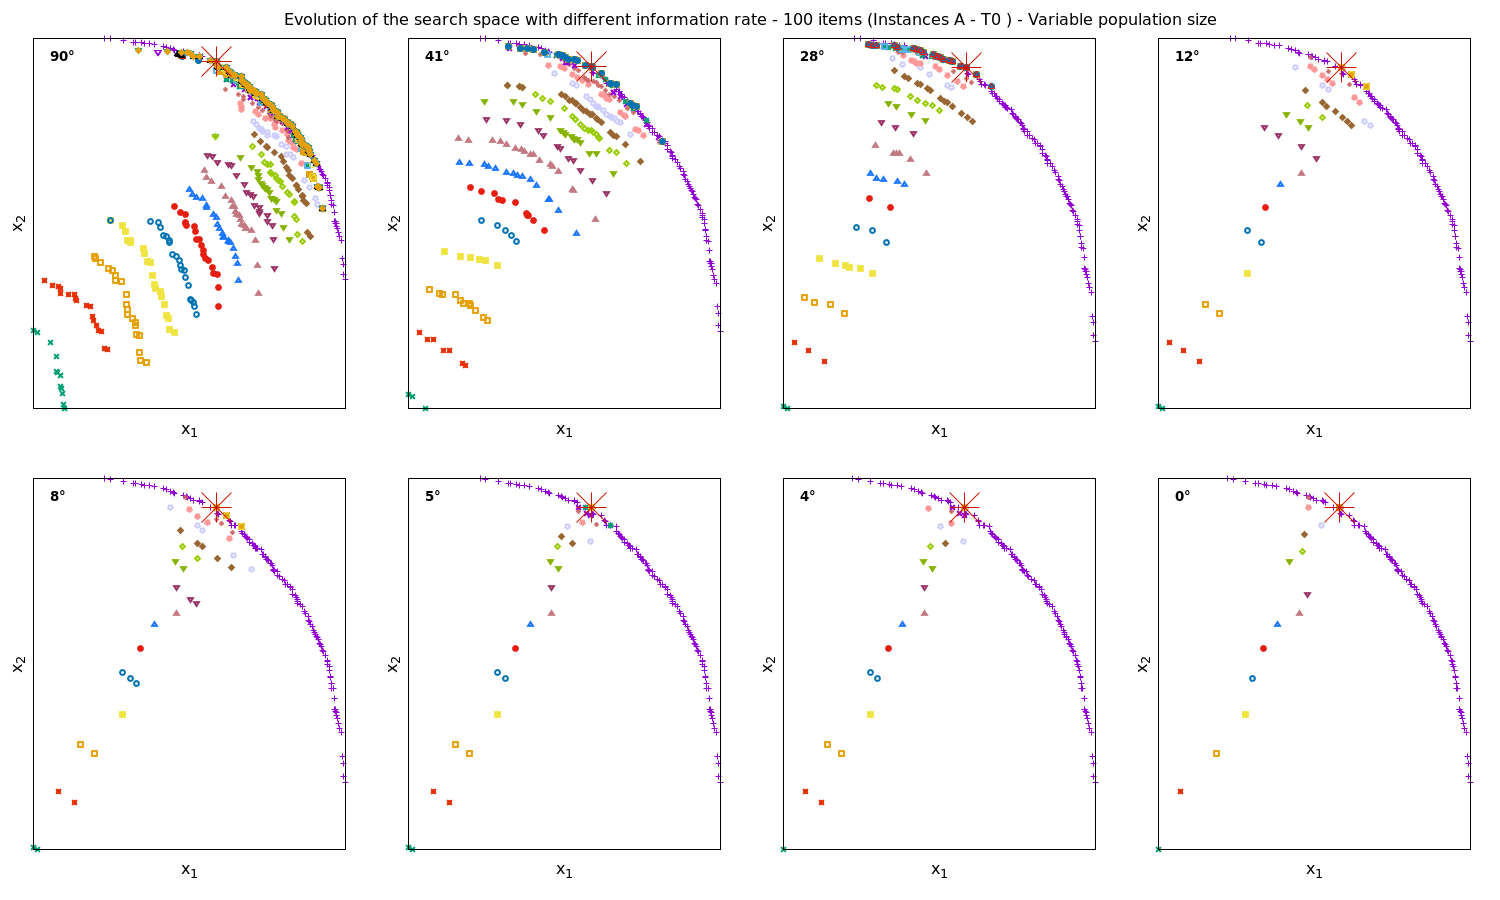 Evolution of the search space with different information rate - 100 items (Instances A - T0 ) - Variable population size
90°
41°
28°
12°
x₂
x₂
x₂
x₂
x₁
x₁
x₁
x₁
8°
5°
4°
0°
x₂
x₂
x₂
x₂
x₁
x₁
x₁
x₁